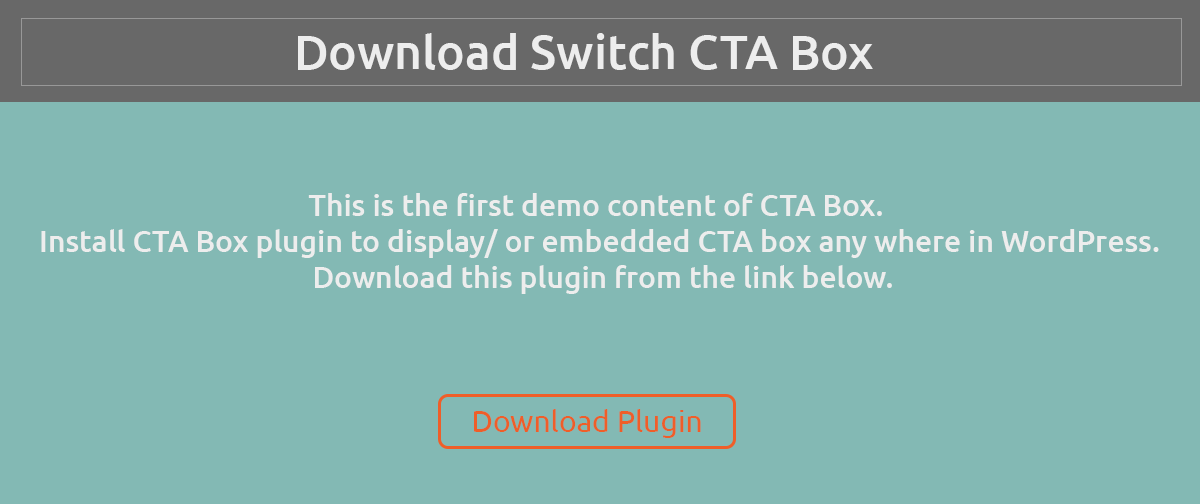 Download Switch CTA Box
This is the first demo content of CTA Box.
Install CTA Box plugin to display/ or embedded CTA box any where in WordPress.
Download this plugin from the link below.
Download Plugin